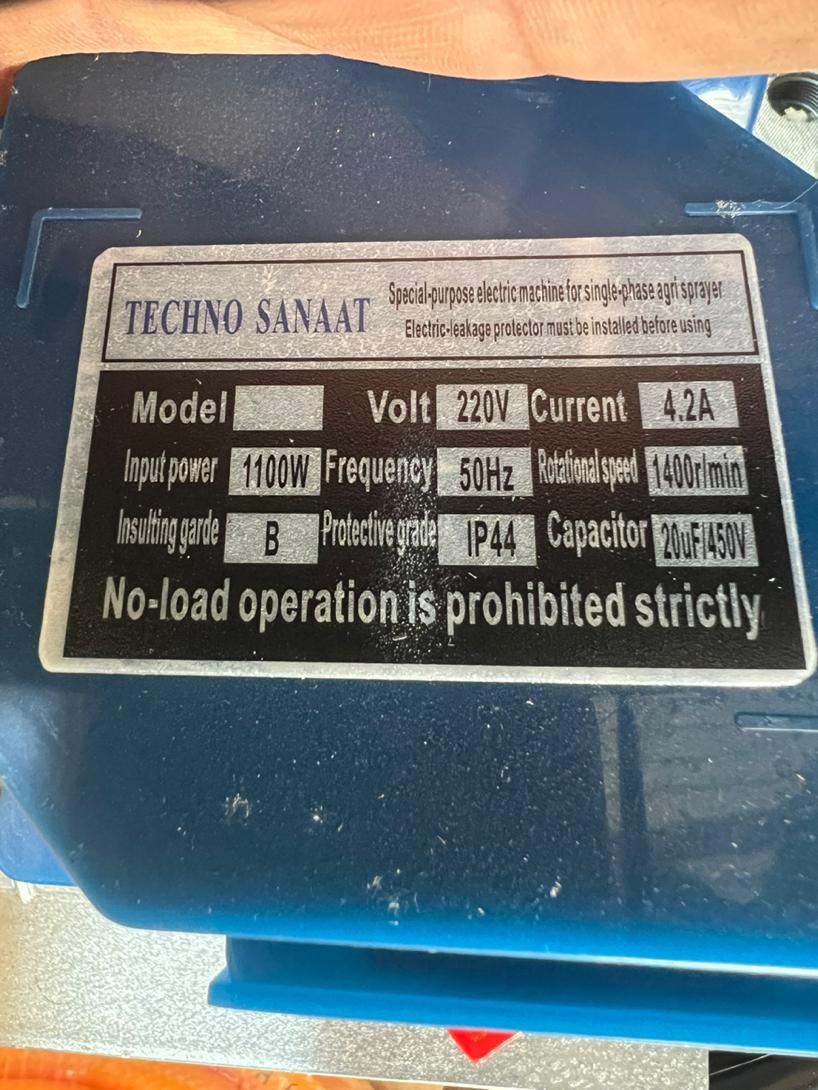 TECHNO SANAAT
Special-purpose electric machine for single-phase agri sprayer
Electric-leakage protector must be installed before using
Model Volt 220V Current 4.2A
Input power 1100W Frequency 50Hz Rotational speed 1400r/min
Insulting garde B Protective grade IP44 Capacitor 20uF/450V
No-load operation is prohibited strictly